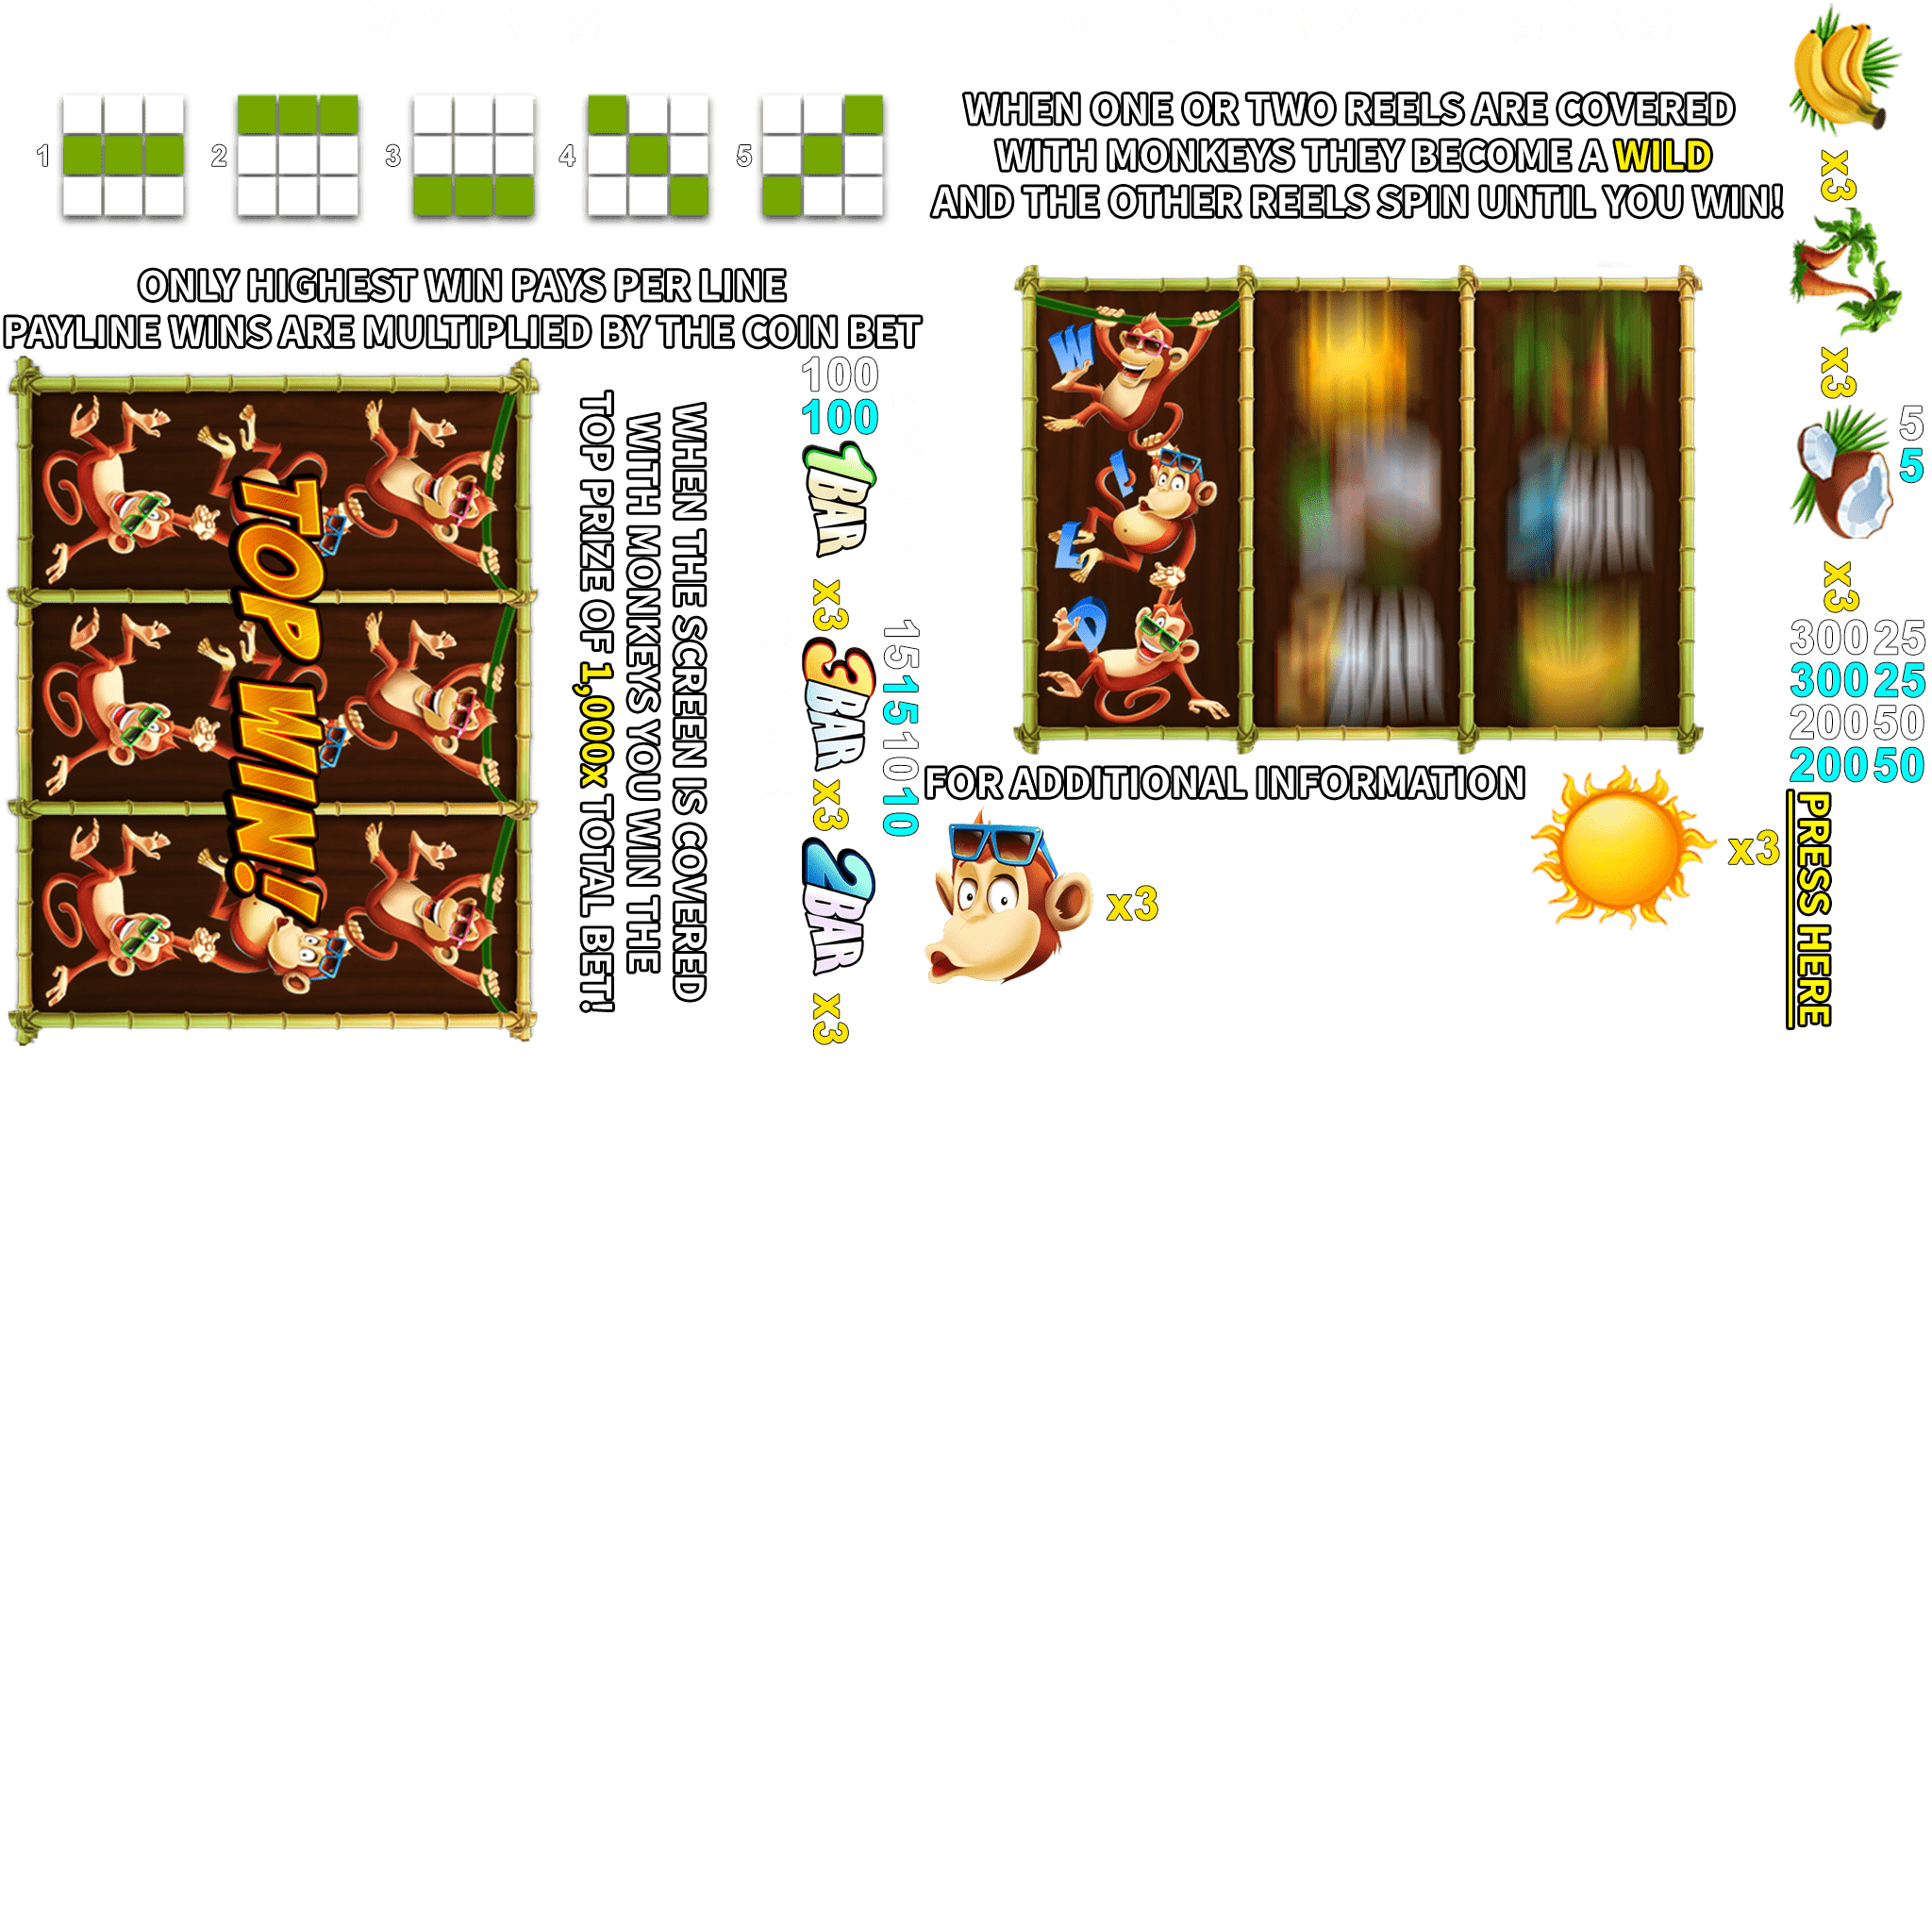 1
2
3
4
5
ONLY HIGHEST WIN PAYS PER LINE
PAYLINE WINS ARE MULTIPLIED BY THE COIN BET
WHEN ONE OR TWO REELS ARE COVERED
WITH MONKEYS THEY BECOME A WILD
AND THE OTHER REELS SPIN UNTIL YOU WIN!
TOP WIN!
WHEN THE SCREEN IS COVERED
WITH MONKEYS YOU WIN THE
TOP PRIZE OF 1,000x TOTAL BET!
100
100
1BAR
x3
3BAR
x3
2BAR
x3
15 15 10 10
W
I
L
D
FOR ADDITIONAL INFORMATION
x3
x3
x3
x3
5
5
x3
300 25
300 25
200 50
200 50
PRESS HERE